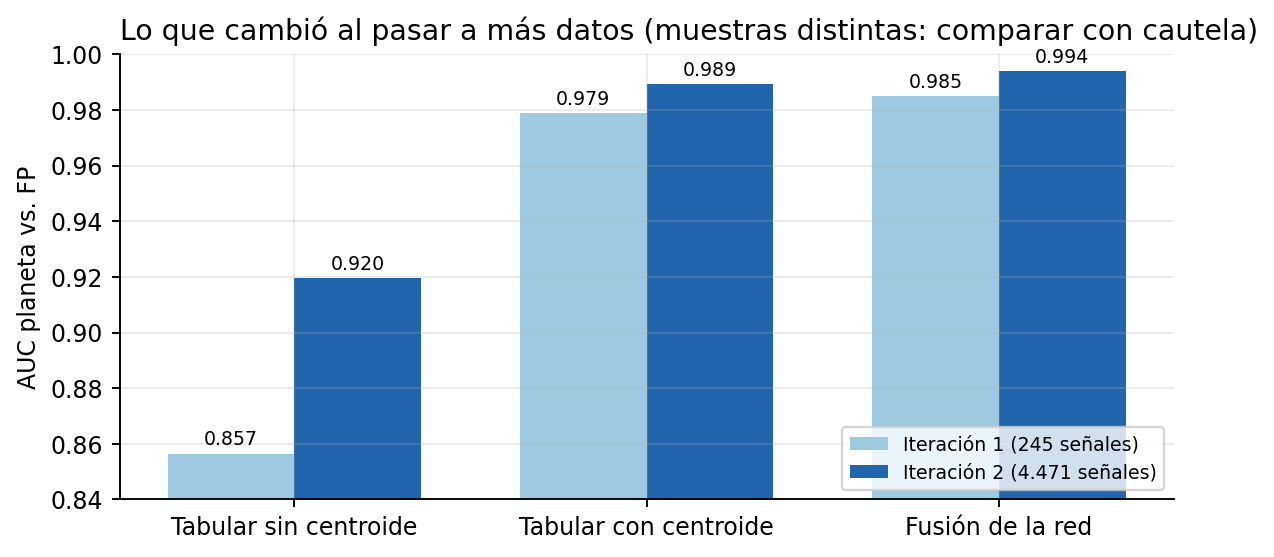 Lo que cambió al pasar a más datos (muestras distintas: comparar con cautela)
AUC planeta vs. FP
1.00
0.98
0.96
0.94
0.92
0.90
0.88
0.86
0.84
0.857
0.920
0.979
0.989
0.985
0.994
Iteración 1 (245 señales)
Iteración 2 (4.471 señales)
Tabular sin centroide
Tabular con centroide
Fusión de la red